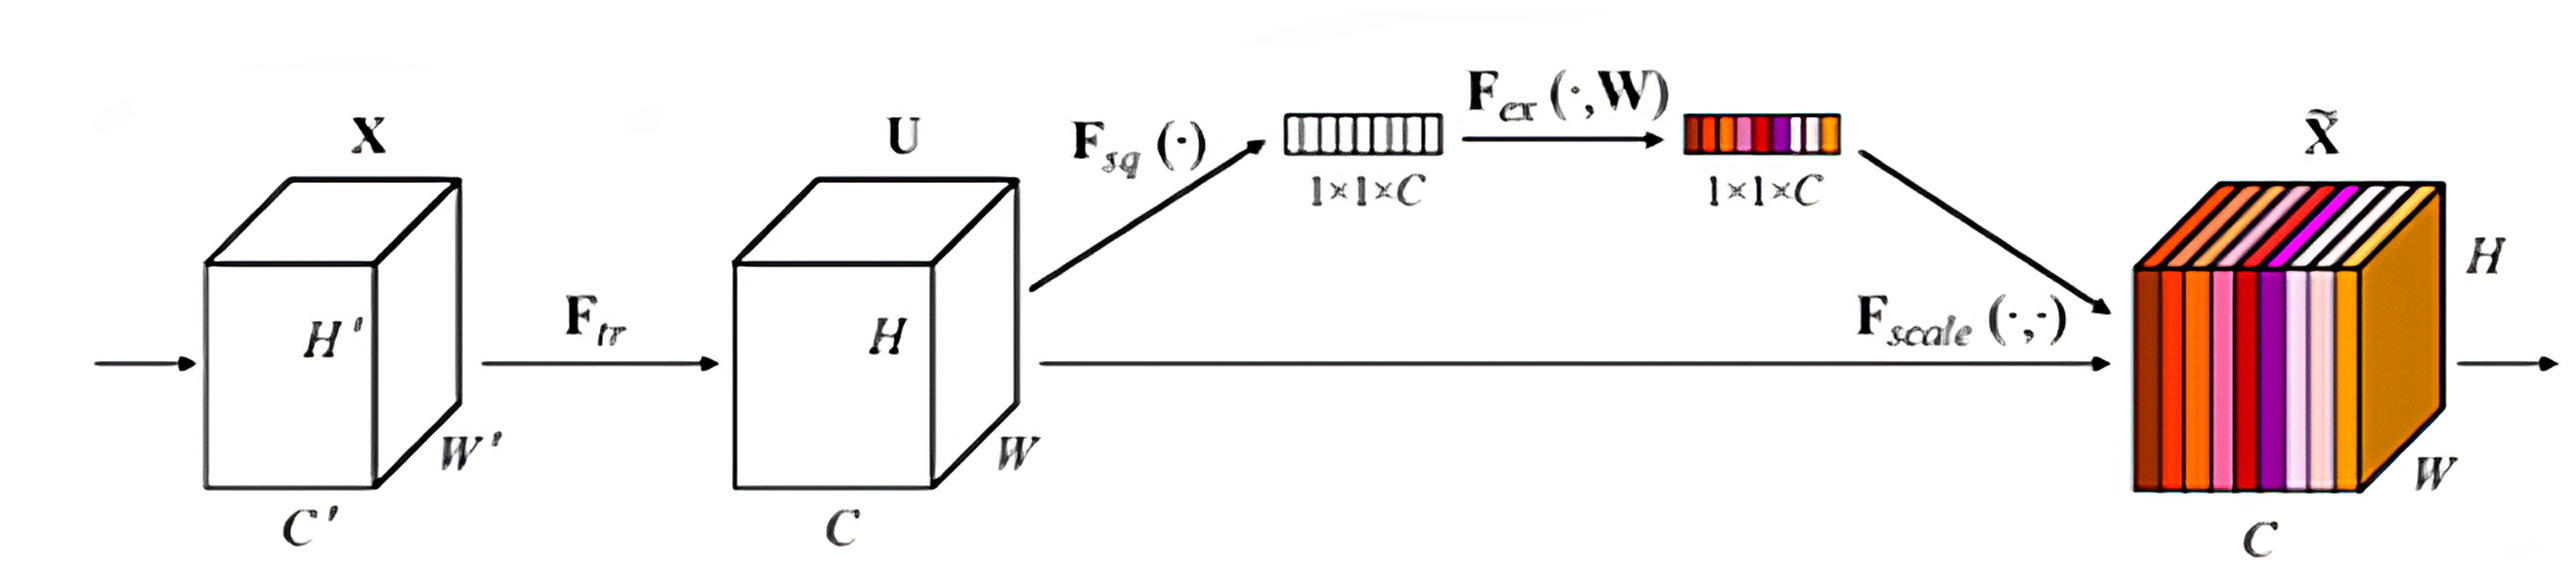 X
H'
W'
C'
F_tr
U
H
W
C
F_sq (·)
1×1×C
F_ex (·,W)
1×1×C
F_scale (·,·)
X̃
H
W
C